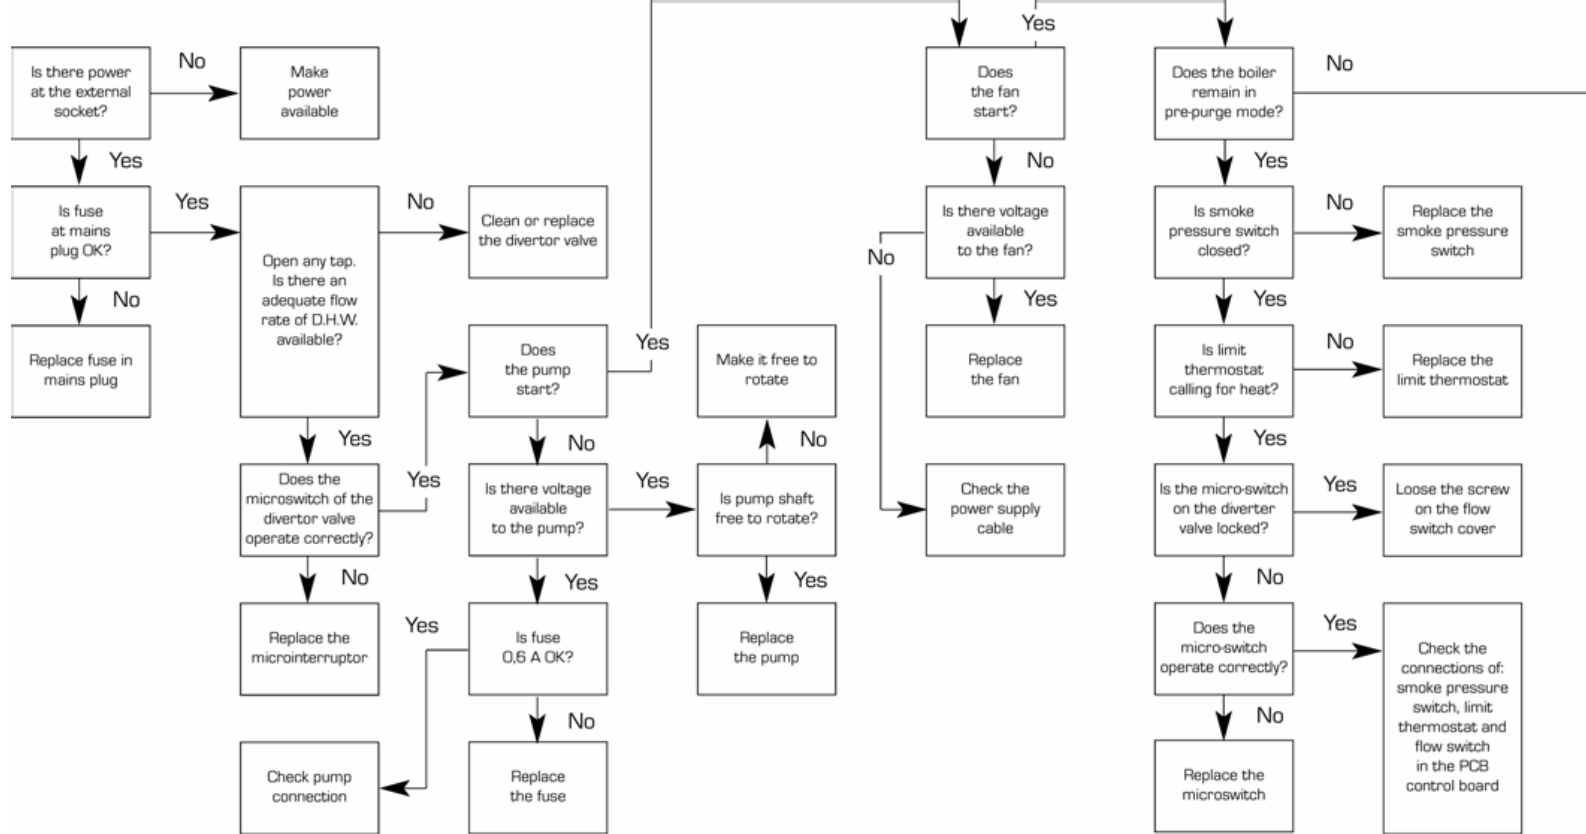 Yes
Is there power
at the external
socket?
No
Make
power
available
Does
the fan
start?
Does the boiler
remain in
pre-purge mode?
No
Yes
No
Yes
Is fuse
at mains
plug OK?
Yes
Open any tap.
Is there an
adequate flow
rate of D.H.W.
available?
No
Clean or replace
the divertor valve
Is there voltage
available
to the fan?
No
Is smoke
pressure switch
closed?
No
Replace the
smoke pressure
switch
No
Yes
Yes
Replace fuse in
mains plug
Does
the pump
start?
Yes
Make it free to
rotate
Replace
the fan
Is limit
thermostat
calling for heat?
No
Replace the
limit thermostat
Yes
No
No
Yes
Does the
microswitch of the
divertor valve
operate correctly?
Yes
Is there voltage
available
to the pump?
Yes
Is pump shaft
free to rotate?
Check the
power supply
cable
Is the micro-switch
on the diverter
valve locked?
Yes
Loose the screw
on the flow
switch cover
No
Yes
Yes
No
Replace the
microinterruptor
Yes
Is fuse
0,6 A OK?
Replace
the pump
Does the
micro-switch
operate correctly?
Yes
Check the
connections of:
smoke pressure
switch, limit
thermostat and
flow switch
in the PCB
control board
No
No
Check pump
connection
Replace
the fuse
Replace the
microswitch